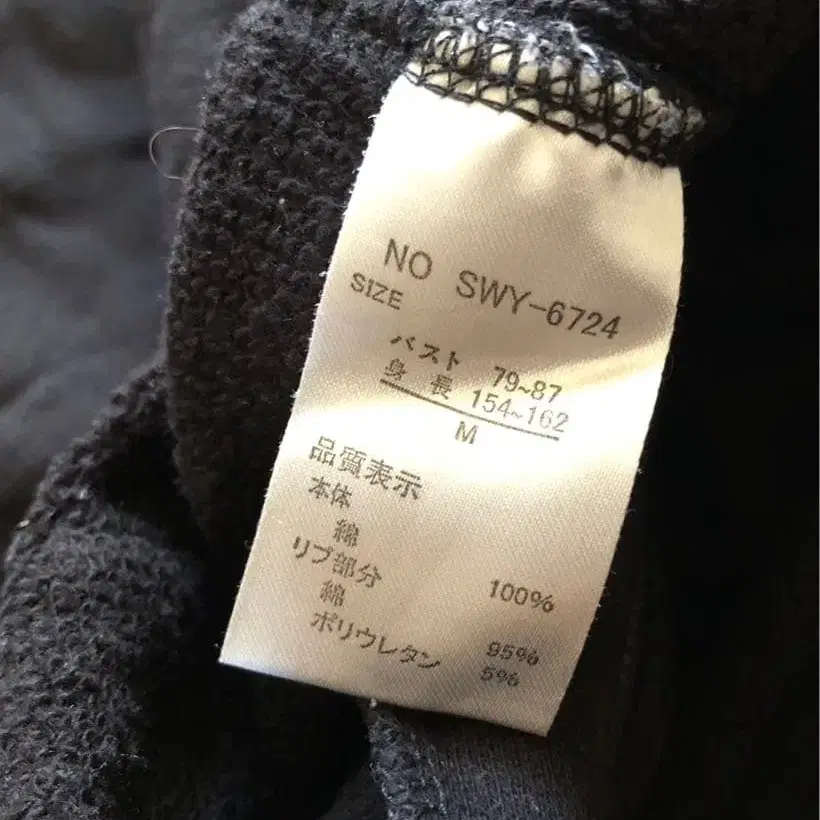 NO SWY-6724
SIZE
バスト 79~87
身長 154~162
M
品質表示
本体
綿 100%
リブ部分
綿 95%
ポリウレタン 5%